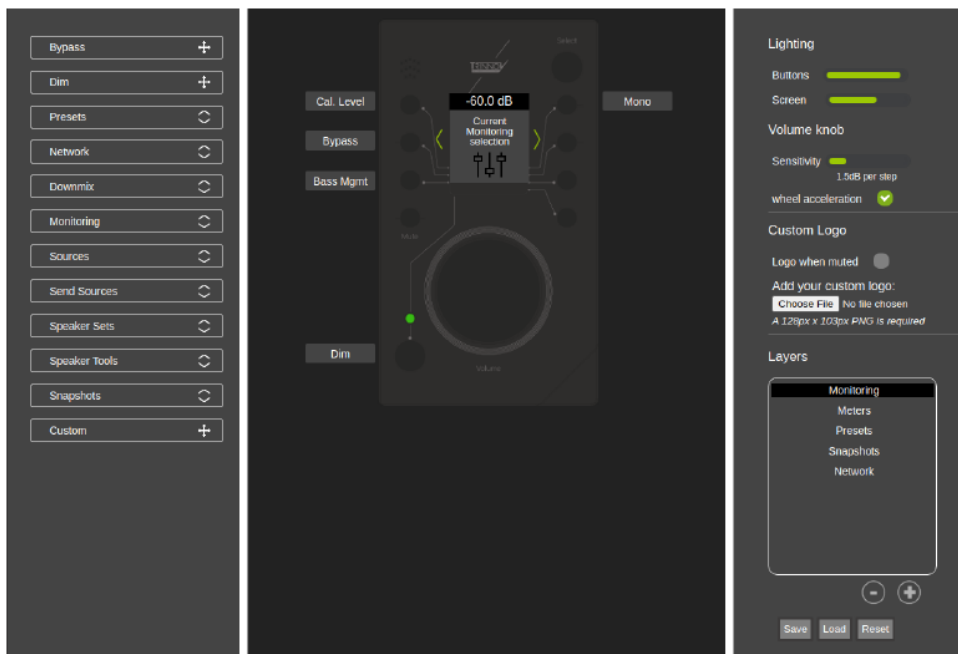 Bypass
Dim
Presets
Network
Downmix
Monitoring
Sources
Send Sources
Speaker Sets
Speaker Tools
Snapshots
Custom
Select
TRINNOV
Cal. Level
Bypass
Bass Mgmt
Mute
Dim
-60.0 dB
Current
Monitoring
selection
Mono
Volume
Lighting
Buttons
Screen
Volume knob
Sensitivity
1.5dB per step
wheel acceleration
Custom Logo
Logo when muted
Add your custom logo:
Choose File No file chosen
A 128px x 103px PNG is required
Layers
Monitoring
Meters
Presets
Snapshots
Network
Save Load Reset